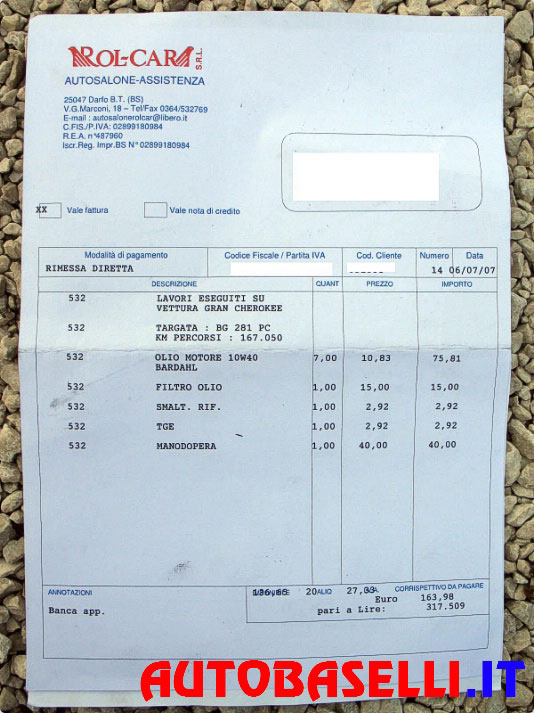 ROL-CAR S.R.L.
AUTOSALONE-ASSISTENZA
25047 Darfo B.T. (BS)
V.G.Marconi, 18 – Tel/Fax 0364/532769
E-mail : autosalonerolcar@libero.it
C.FIS./P.IVA: 02899180984
R.E.A. n°487960
Iscr.Reg. Impr.BS N° 02899180984
XX Vale fattura Vale nota di credito
Modalità di pagamento Codice Fiscale / Partita IVA Cod. Cliente Numero Data
RIMESSA DIRETTA 14 06/07/07
DESCRIZIONE QUANT PREZZO IMPORTO
532 LAVORI ESEGUITI SU
VETTURA GRAN CHEROKEE
532 TARGATA : BG 281 PC
KM PERCORSI : 167.050
532 OLIO MOTORE 10W40 7,00 10,83 75,81
BARDAHL
532 FILTRO OLIO 1,00 15,00 15,00
532 SMALT. RIF. 1,00 2,92 2,92
532 TGE 1,00 2,92 2,92
532 MANODOPERA 1,00 40,00 40,00
ANNOTAZIONI 136,65 20 ALIQ 27,33 CORRISPETTIVO DA PAGARE
Euro 163,98
Banca app. pari a Lire: 317.509
AUTOBASELLI.IT